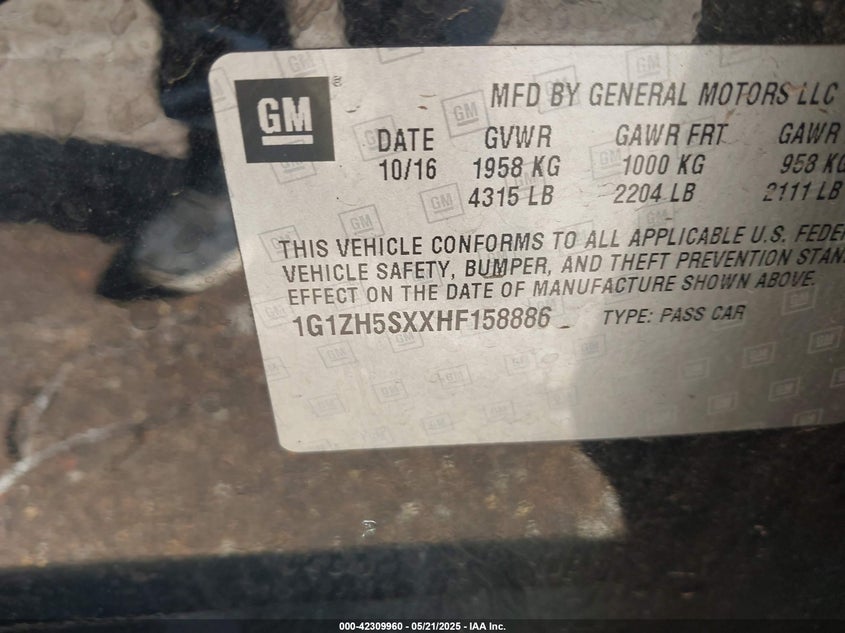 GM
MFD BY GENERAL MOTORS LLC
DATE GVWR GAWR FRT GAWR
10/16 1958 KG 1000 KG 958 KG
4315 LB 2204 LB 2111 LB
THIS VEHICLE CONFORMS TO ALL APPLICABLE U.S. FEDER
VEHICLE SAFETY, BUMPER, AND THEFT PREVENTION STAN
EFFECT ON THE DATE OF MANUFACTURE SHOWN ABOVE.
1G1ZH5SXXHF158886 TYPE: PASS CAR
000-42309960 - 05/21/2025 - IAA Inc.